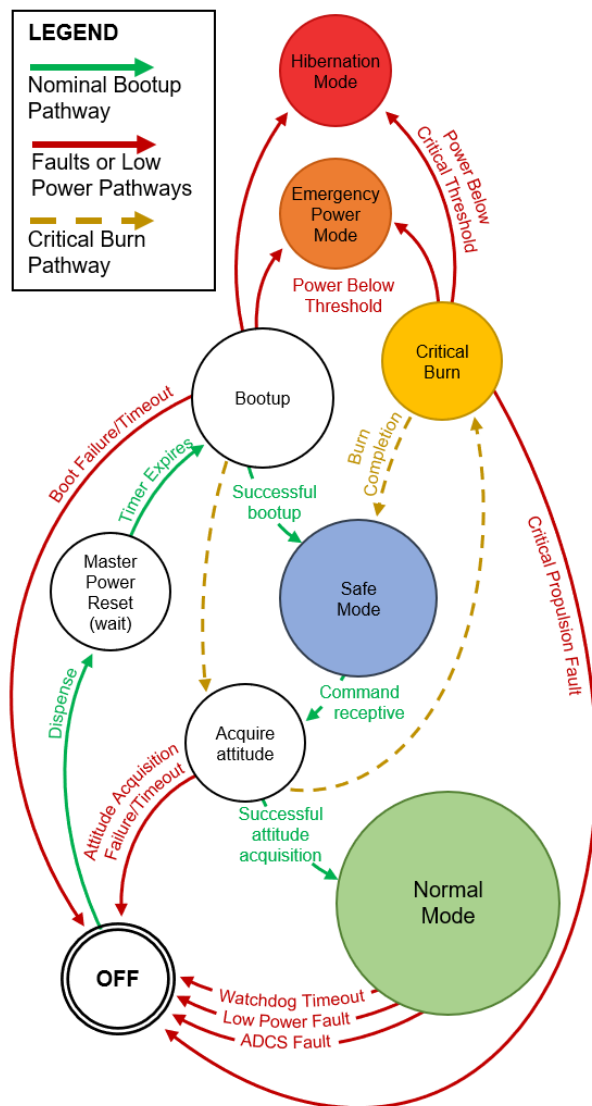 LEGEND
Nominal Bootup
Pathway
Faults or Low
Power Pathways
Critical Burn
Pathway
Hibernation
Mode
Power Below
Critical Threshold
Emergency
Power
Mode
Power Below
Threshold
Critical
Burn
Bootup
Boot Failure/Timeout
Timer Expires
Successful
bootup
Burn
Completion
Master
Power
Reset
(wait)
Safe
Mode
Critical Propulsion Fault
Dispense
Command
receptive
Acquire
attitude
Attitude Acquisition
Failure/Timeout
Successful
attitude
acquisition
Normal
Mode
OFF
Watchdog Timeout
Low Power Fault
ADCS Fault